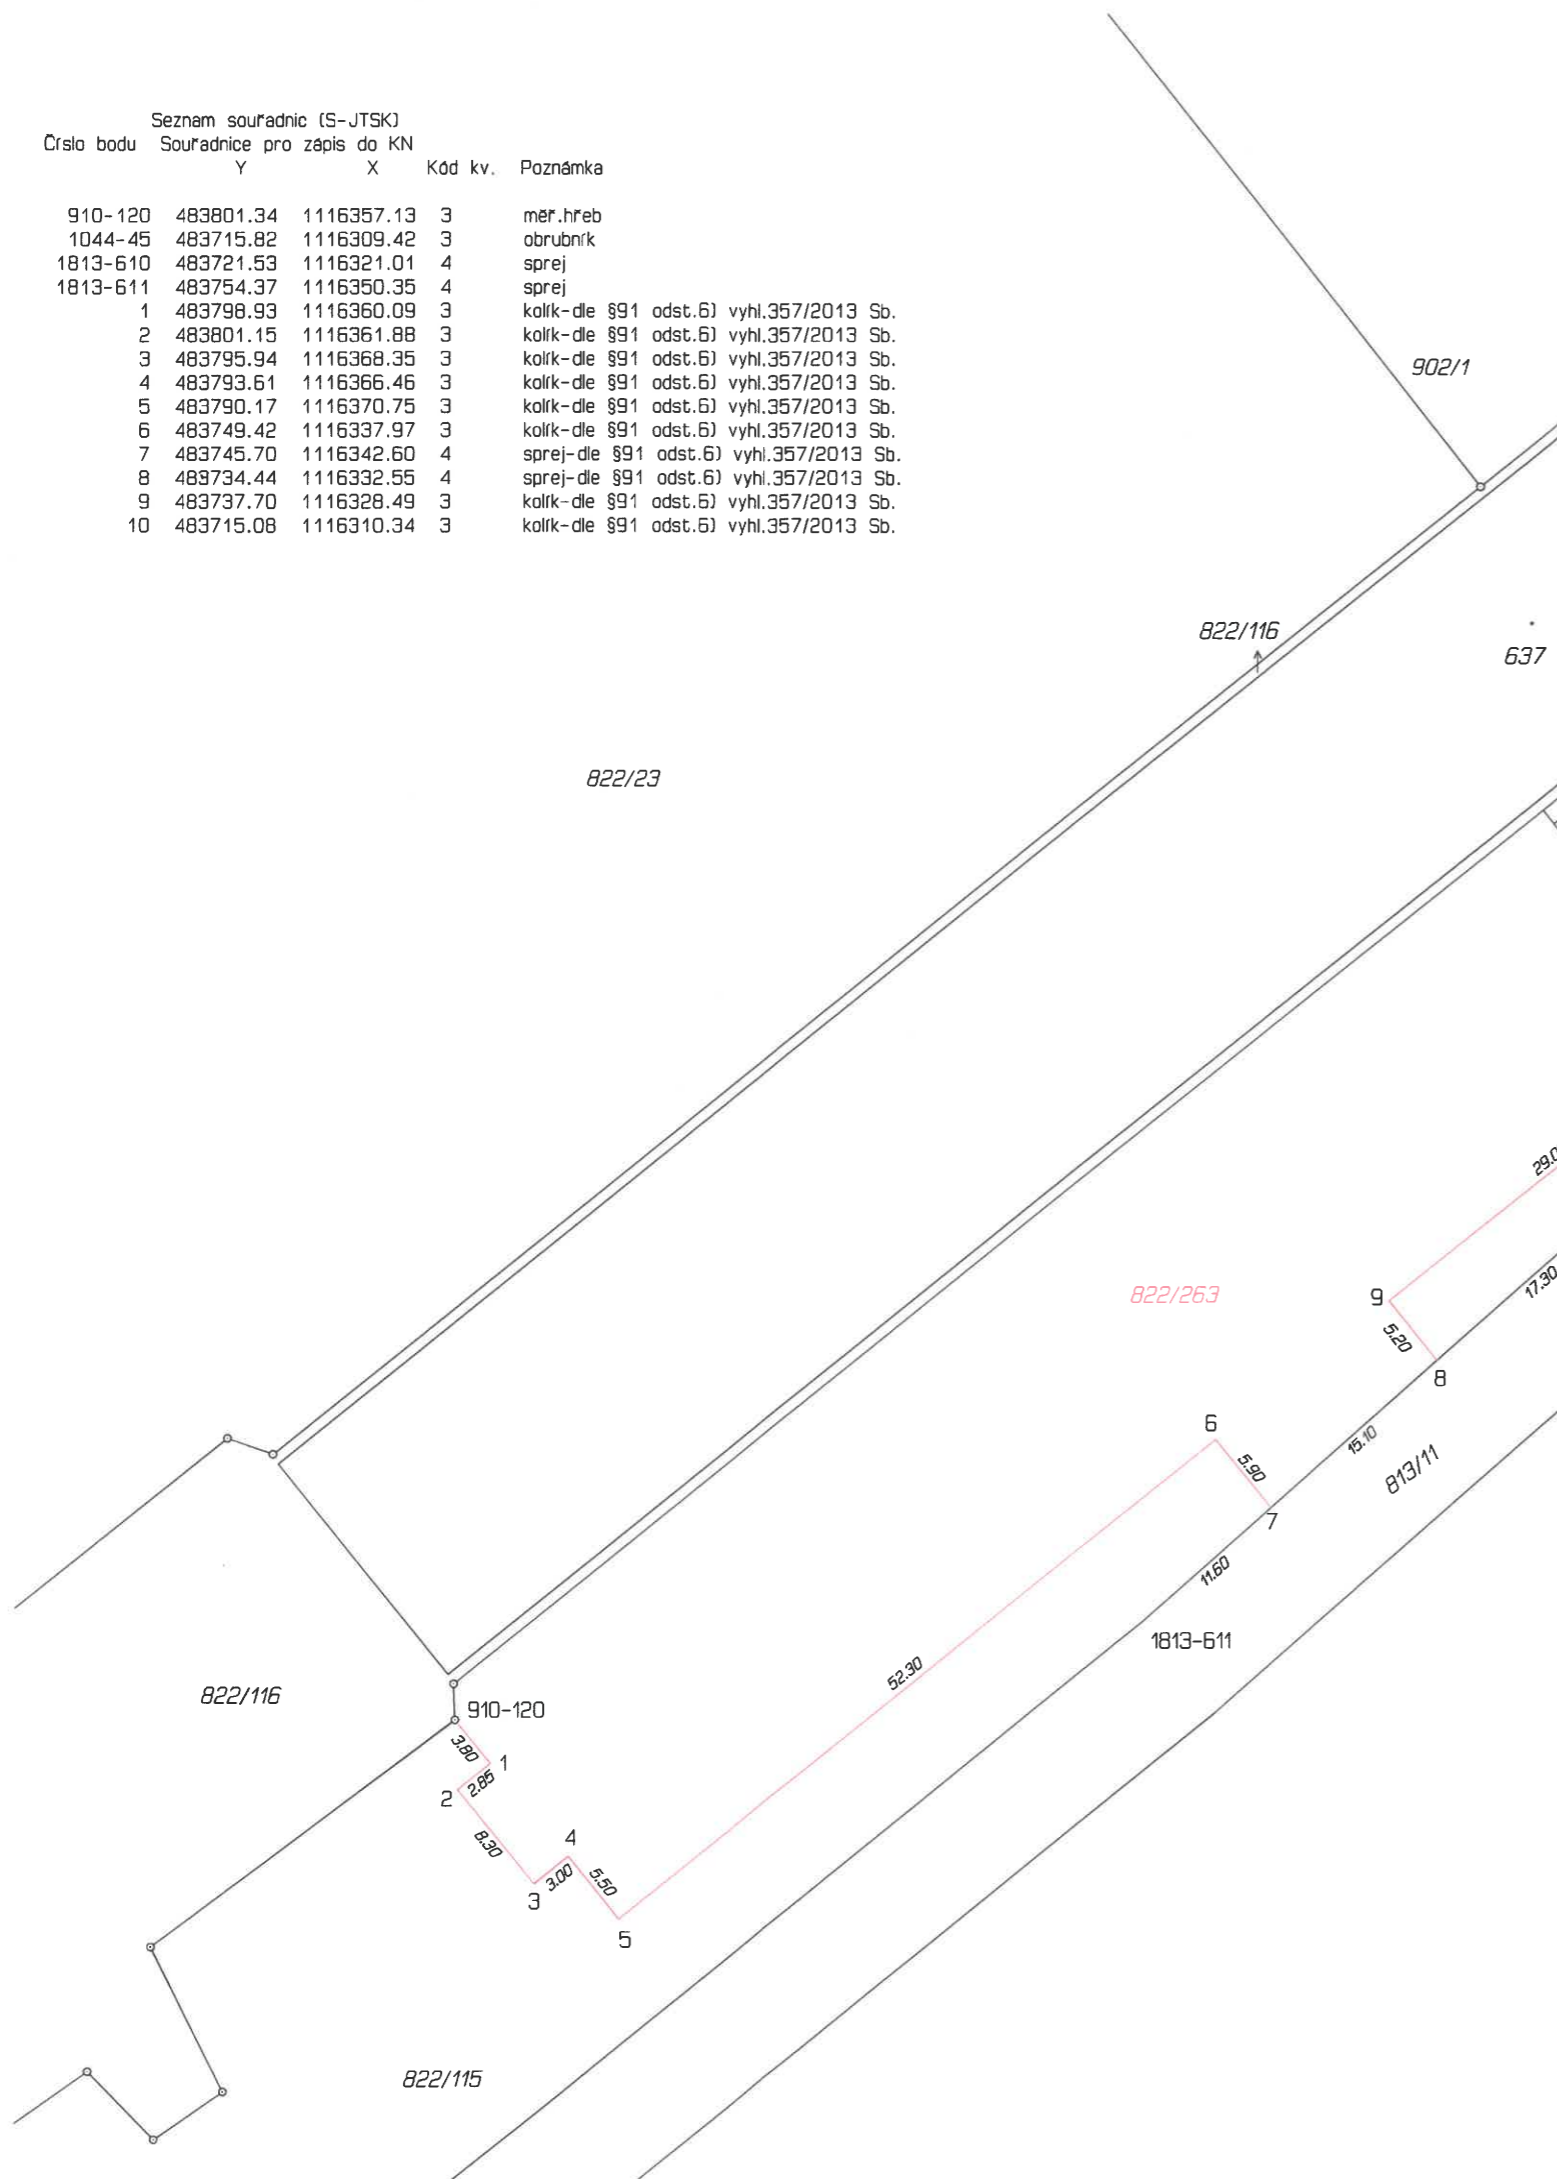 Seznam souřadnic (S-JTSK)
Číslo bodu Souřadnice pro zápis do KN
Y X Kód kv. Poznámka
910-120 483801.34 1116357.13 3 měř.hřeb
1044-45 483715.82 1116309.42 3 obrubník
1813-610 483721.53 1116321.01 4 sprej
1813-611 483754.37 1116350.35 4 sprej
1 483798.93 1116360.09 3 kolík-dle §91 odst.6) vyhl.357/2013 Sb.
2 483801.15 1116361.88 3 kolík-dle §91 odst.6) vyhl.357/2013 Sb.
3 483795.94 1116368.35 3 kolík-dle §91 odst.6) vyhl.357/2013 Sb.
4 483793.61 1116366.46 3 kolík-dle §91 odst.6) vyhl.357/2013 Sb.
5 483790.17 1116370.75 3 kolík-dle §91 odst.6) vyhl.357/2013 Sb.
6 483749.42 1116337.97 3 kolík-dle §91 odst.6) vyhl.357/2013 Sb.
7 483745.70 1116342.60 4 sprej-dle §91 odst.6) vyhl.357/2013 Sb.
8 483734.44 1116332.55 4 sprej-dle §91 odst.6) vyhl.357/2013 Sb.
9 483737.70 1116328.49 3 kolík-dle §91 odst.6) vyhl.357/2013 Sb.
10 483715.08 1116310.34 3 kolík-dle §91 odst.6) vyhl.357/2013 Sb.
902/1
822/116
637
822/23
29.0
822/263
9
17.30
5.20
8
6
15.10
5.90
813/11
7
11.60
1813-611
52.30
822/116
910-120
3.80
1
2.85
2
8.30
4
3.00
5.50
3
5
822/115